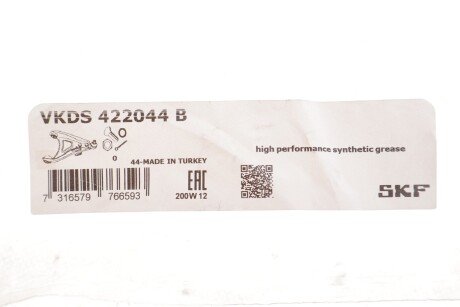 VKDS 422044 B
high performance synthetic grease
0
44-MADE IN TURKEY
EAC
7 316579 766593
200W 12
SKF